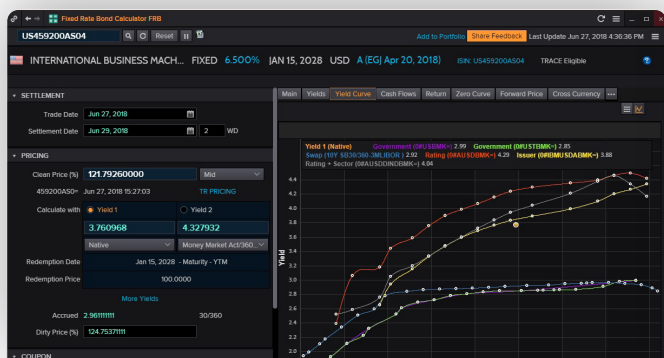 Fixed Rate Bond Calculator FRB
US459200AS04 Reset
Add to Portfolio Share Feedback Last Update Jun 27, 2018 4:36:36 PM
INTERNATIONAL BUSINESS MACH... FIXED 6.500% JAN 15, 2028 USD A (EGJ Apr 20, 2018) ISIN: US459200AS04 TRACE Eligible
SETTLEMENT
Trade Date Jun 27, 2018
Settlement Date Jun 29, 2018 2 WD
PRICING
Clean Price (%) 121.79260000 Mid
459200AS0= Jun 27, 2018 15:27:03 TR PRICING
Calculate with Yield 1 Yield 2
3.760968 4.327932
Native Money Market Act/360...
Redemption Date Jan 15, 2028 - Maturity - YTM
Redemption Price 100.0000
More Yields
Accrued 2.961111111 30/360
Dirty Price (%) 124.75371111
COUPON
Main Yields Yield Curve Cash Flows Return Zero Curve Forward Price Cross Currency ...
Yield 1 (Native) Government (0#USTBMK=) 2.99 Government (0#USTBMK=) 2.85
Swap (10Y SB30/360-3MLIBOR) 2.92 Rating (0#AUSDBMK=) 4.29 Issuer (0#IBMUSDABMK=) 3.88
Rating + Sector (0#AUSDDINDBMK=) 4.04
Yield
4.4
4.2
4.0
3.8
3.6
3.4
3.2
3.0
2.8
2.6
2.4
2.2
2.0